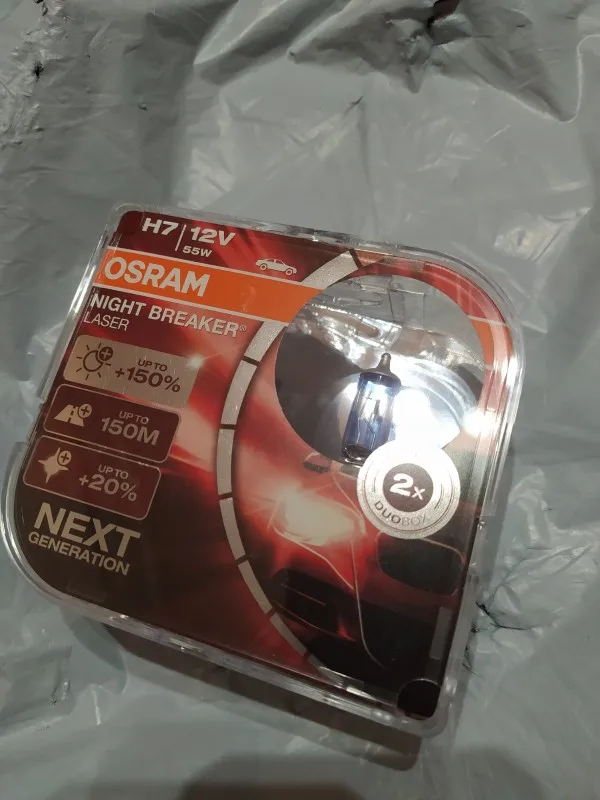 H7 | 12V
55W
OSRAM
NIGHT BREAKER®
LASER
UP TO
+150%
UP TO
150M
UP TO
+20%
NEXT
GENERATION
2x
DUOBOX